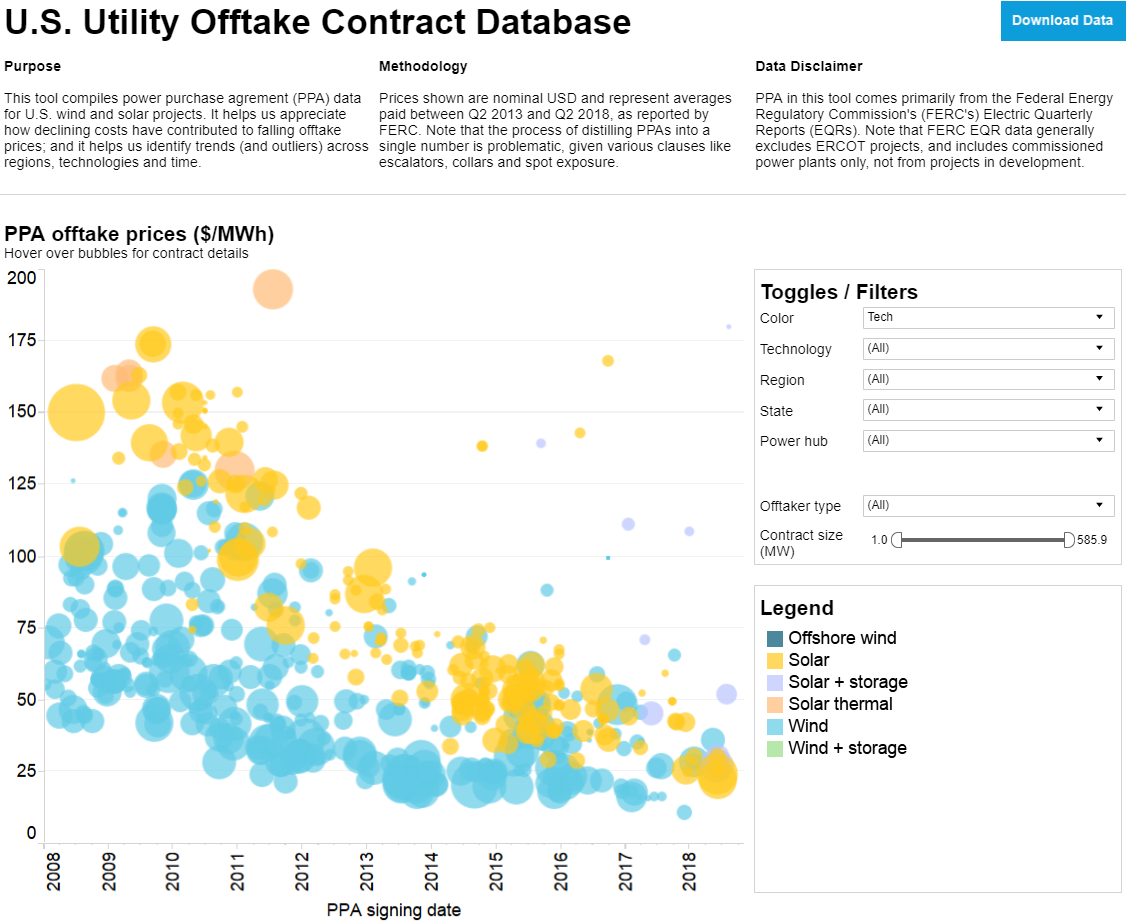 U.S. Utility Offtake Contract Database
Download Data
Purpose
This tool compiles power purchase agrement (PPA) data
for U.S. wind and solar projects. It helps us appreciate
how declining costs have contributed to falling offtake
prices; and it helps us identify trends (and outliers) across
regions, technologies and time.
Methodology
Prices shown are nominal USD and represent averages
paid between Q2 2013 and Q2 2018, as reported by
FERC. Note that the process of distilling PPAs into a
single number is problematic, given various clauses like
escalators, collars and spot exposure.
Data Disclaimer
PPA in this tool comes primarily from the Federal Energy
Regulatory Commission's (FERC's) Electric Quarterly
Reports (EQRs). Note that FERC EQR data generally
excludes ERCOT projects, and includes commissioned
power plants only, not from projects in development.
PPA offtake prices ($/MWh)
Hover over bubbles for contract details
200
175
150
125
100
75
50
25
0
2008
2009
2010
2011
2012
2013
2014
2015
2016
2017
2018
PPA signing date
Toggles / Filters
Color
Tech
Technology
(All)
Region
(All)
State
(All)
Power hub
(All)
Offtaker type
(All)
Contract size
(MW)
1.0
585.9
Legend
Offshore wind
Solar
Solar + storage
Solar thermal
Wind
Wind + storage